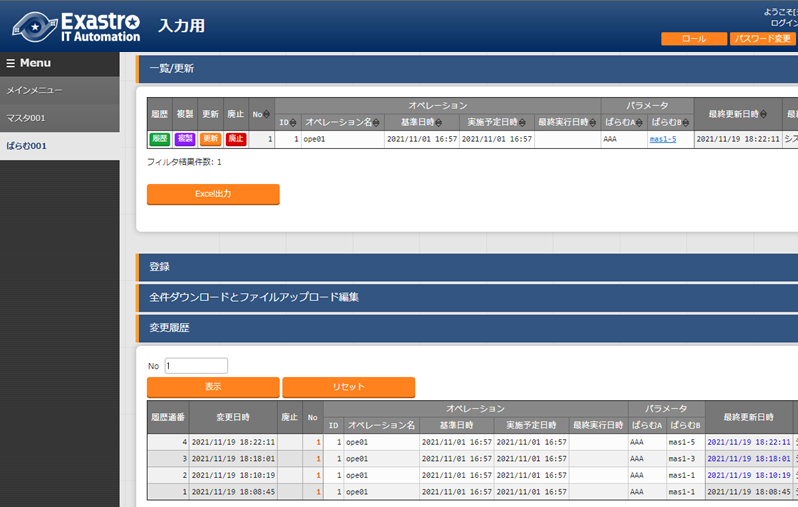 Exastro
IT Automation
入力用
ようこそ[
ログイン
ロール
パスワード変更
☰ Menu
メインメニュー
マスタ001
ぱらむ001
一覧/更新
履歴 複製 更新 廃止 No オペレーション パラメータ 最終更新日時
ID オペレーション名 基準日時 実施予定日時 最終実行日時 ぱらむA ぱらむB
履歴 複製 更新 廃止 1 1 ope01 2021/11/01 16:57 2021/11/01 16:57 AAA mas1-5 2021/11/19 18:22:11 シス
フィルタ結果件数: 1
Excel出力
登録
全件ダウンロードとファイルアップロード編集
変更履歴
No 1
表示 リセット
履歴通番 変更日時 廃止 No オペレーション パラメータ 最終更新日時
ID オペレーション名 基準日時 実施予定日時 最終実行日時 ぱらむA ぱらむB
4 2021/11/19 18:22:11 1 1 ope01 2021/11/01 16:57 2021/11/01 16:57 AAA mas1-5 2021/11/19 18:22:11
3 2021/11/19 18:18:01 1 1 ope01 2021/11/01 16:57 2021/11/01 16:57 AAA mas1-3 2021/11/19 18:18:01
2 2021/11/19 18:10:19 1 1 ope01 2021/11/01 16:57 2021/11/01 16:57 AAA mas1-1 2021/11/19 18:10:19
1 2021/11/19 18:08:45 1 1 ope01 2021/11/01 16:57 2021/11/01 16:57 AAA mas1-1 2021/11/19 18:08:45